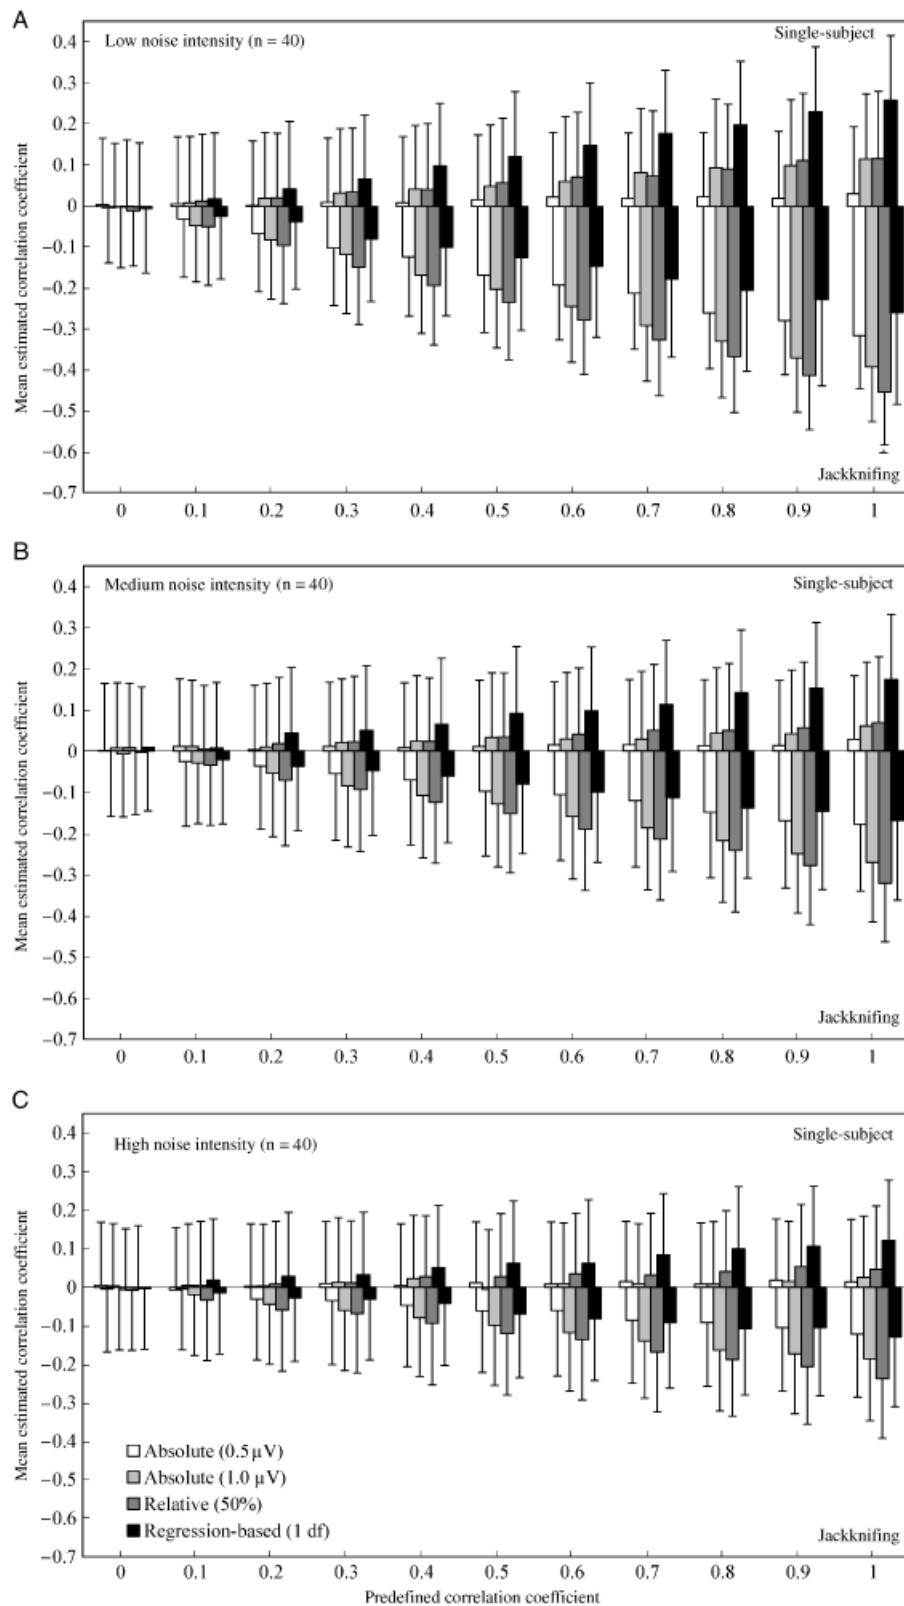 A
Low noise intensity (n = 40)
Single-subject
0.4
0.3
0.2
0.1
0
−0.1
−0.2
−0.3
−0.4
−0.5
−0.6
−0.7
Mean estimated correlation coefficient
Jackknifing
0 0.1 0.2 0.3 0.4 0.5 0.6 0.7 0.8 0.9 1
B
Medium noise intensity (n = 40)
Single-subject
0.4
0.3
0.2
0.1
0
−0.1
−0.2
−0.3
−0.4
−0.5
−0.6
−0.7
Mean estimated correlation coefficient
Jackknifing
0 0.1 0.2 0.3 0.4 0.5 0.6 0.7 0.8 0.9 1
C
High noise intensity (n = 40)
Single-subject
0.4
0.3
0.2
0.1
0
−0.1
−0.2
−0.3
−0.4
−0.5
−0.6
−0.7
Mean estimated correlation coefficient
Absolute (0.5 μV)
Absolute (1.0 μV)
Relative (50%)
Regression-based (1 df)
Jackknifing
0 0.1 0.2 0.3 0.4 0.5 0.6 0.7 0.8 0.9 1
Predefined correlation coefficient